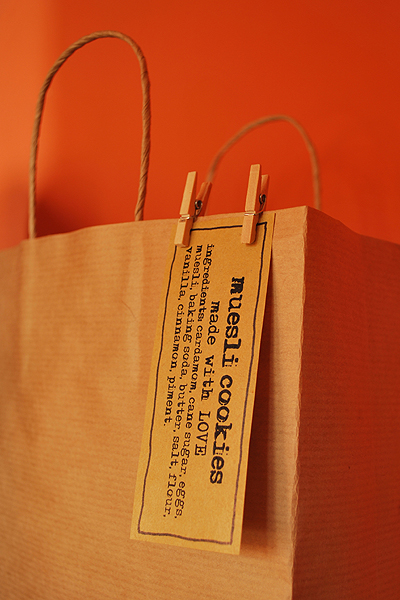 muesli cookies
made with LOVE
ingredients: cardamom, cane sugar, eggs,
muesli, baking soda, butter, salt, flour,
vanilla, cinnamon, piment.